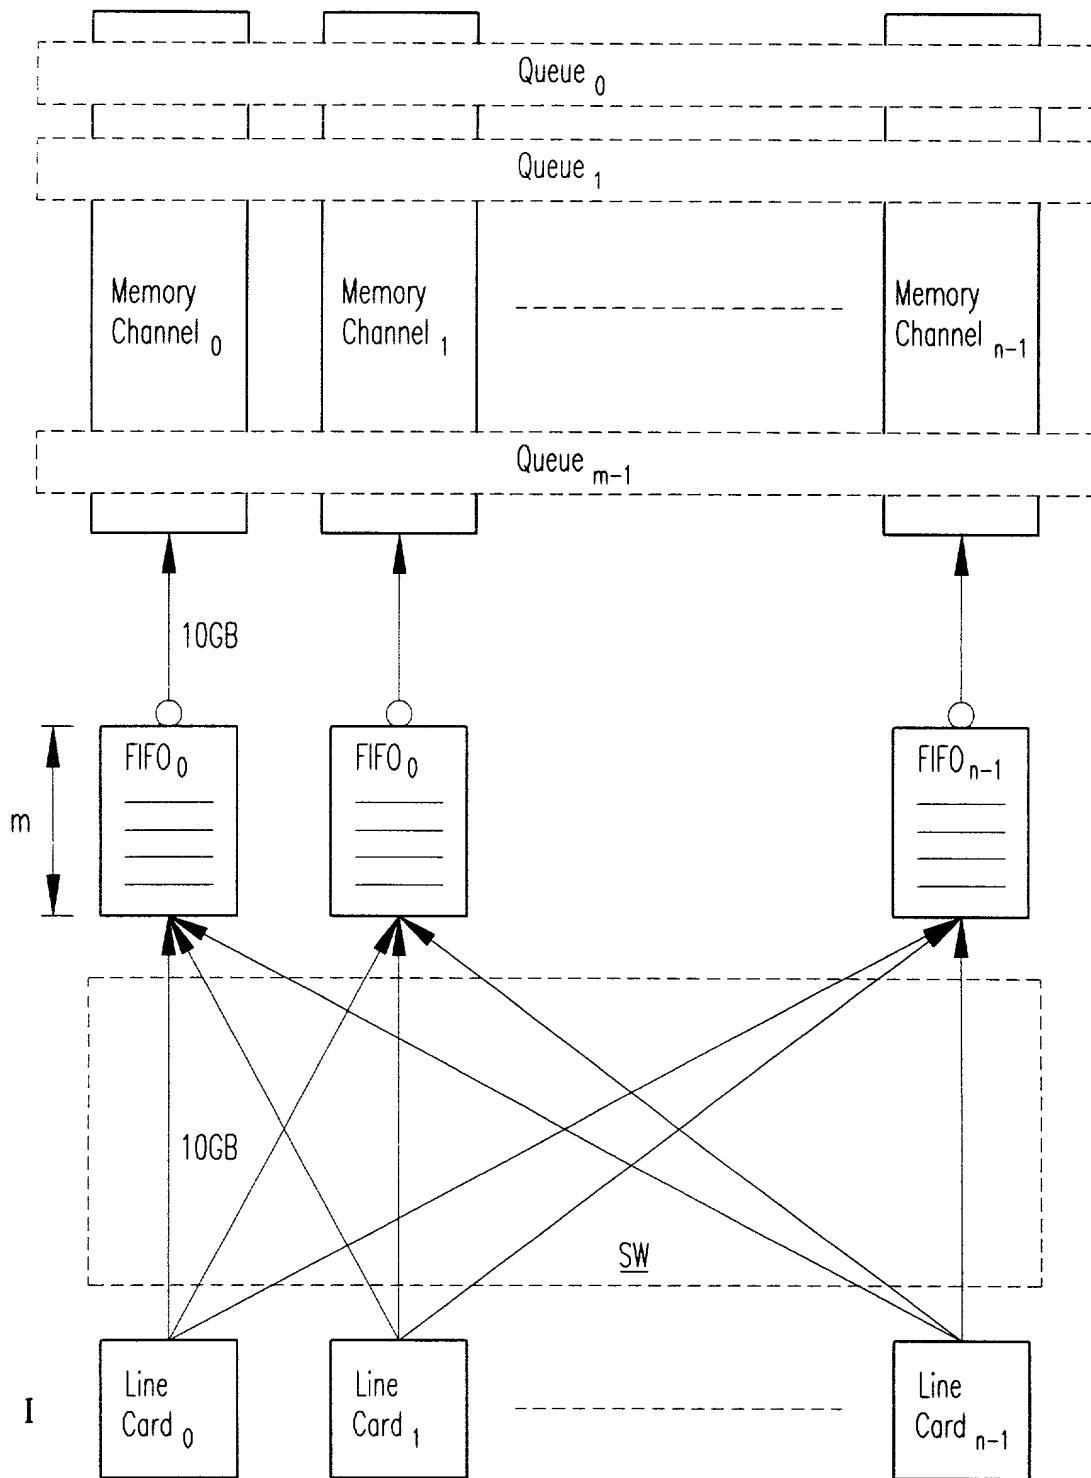 Queue 0
Queue 1
Memory
Channel 0
Memory
Channel 1
Memory
Channel n-1
Queue m-1
10GB
m
FIFO 0
FIFO 0
FIFO n-1
10GB
SW
I
Line
Card 0
Line
Card 1
Line
Card n-1